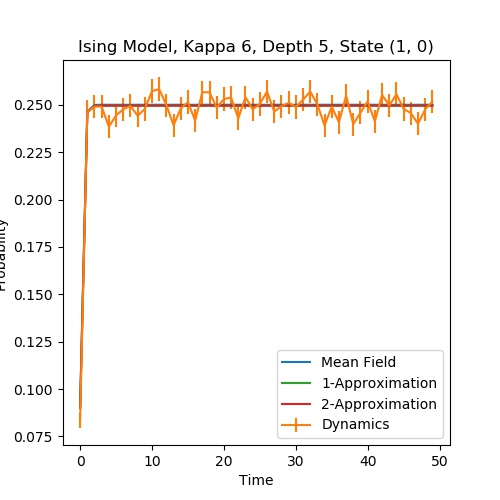 Ising Model, Kappa 6, Depth 5, State (1, 0)
0.250
0.225
0.200
0.175
0.150
0.125
0.100
0.075
Probability
0
10
20
30
40
50
Time
Mean Field
1-Approximation
2-Approximation
Dynamics